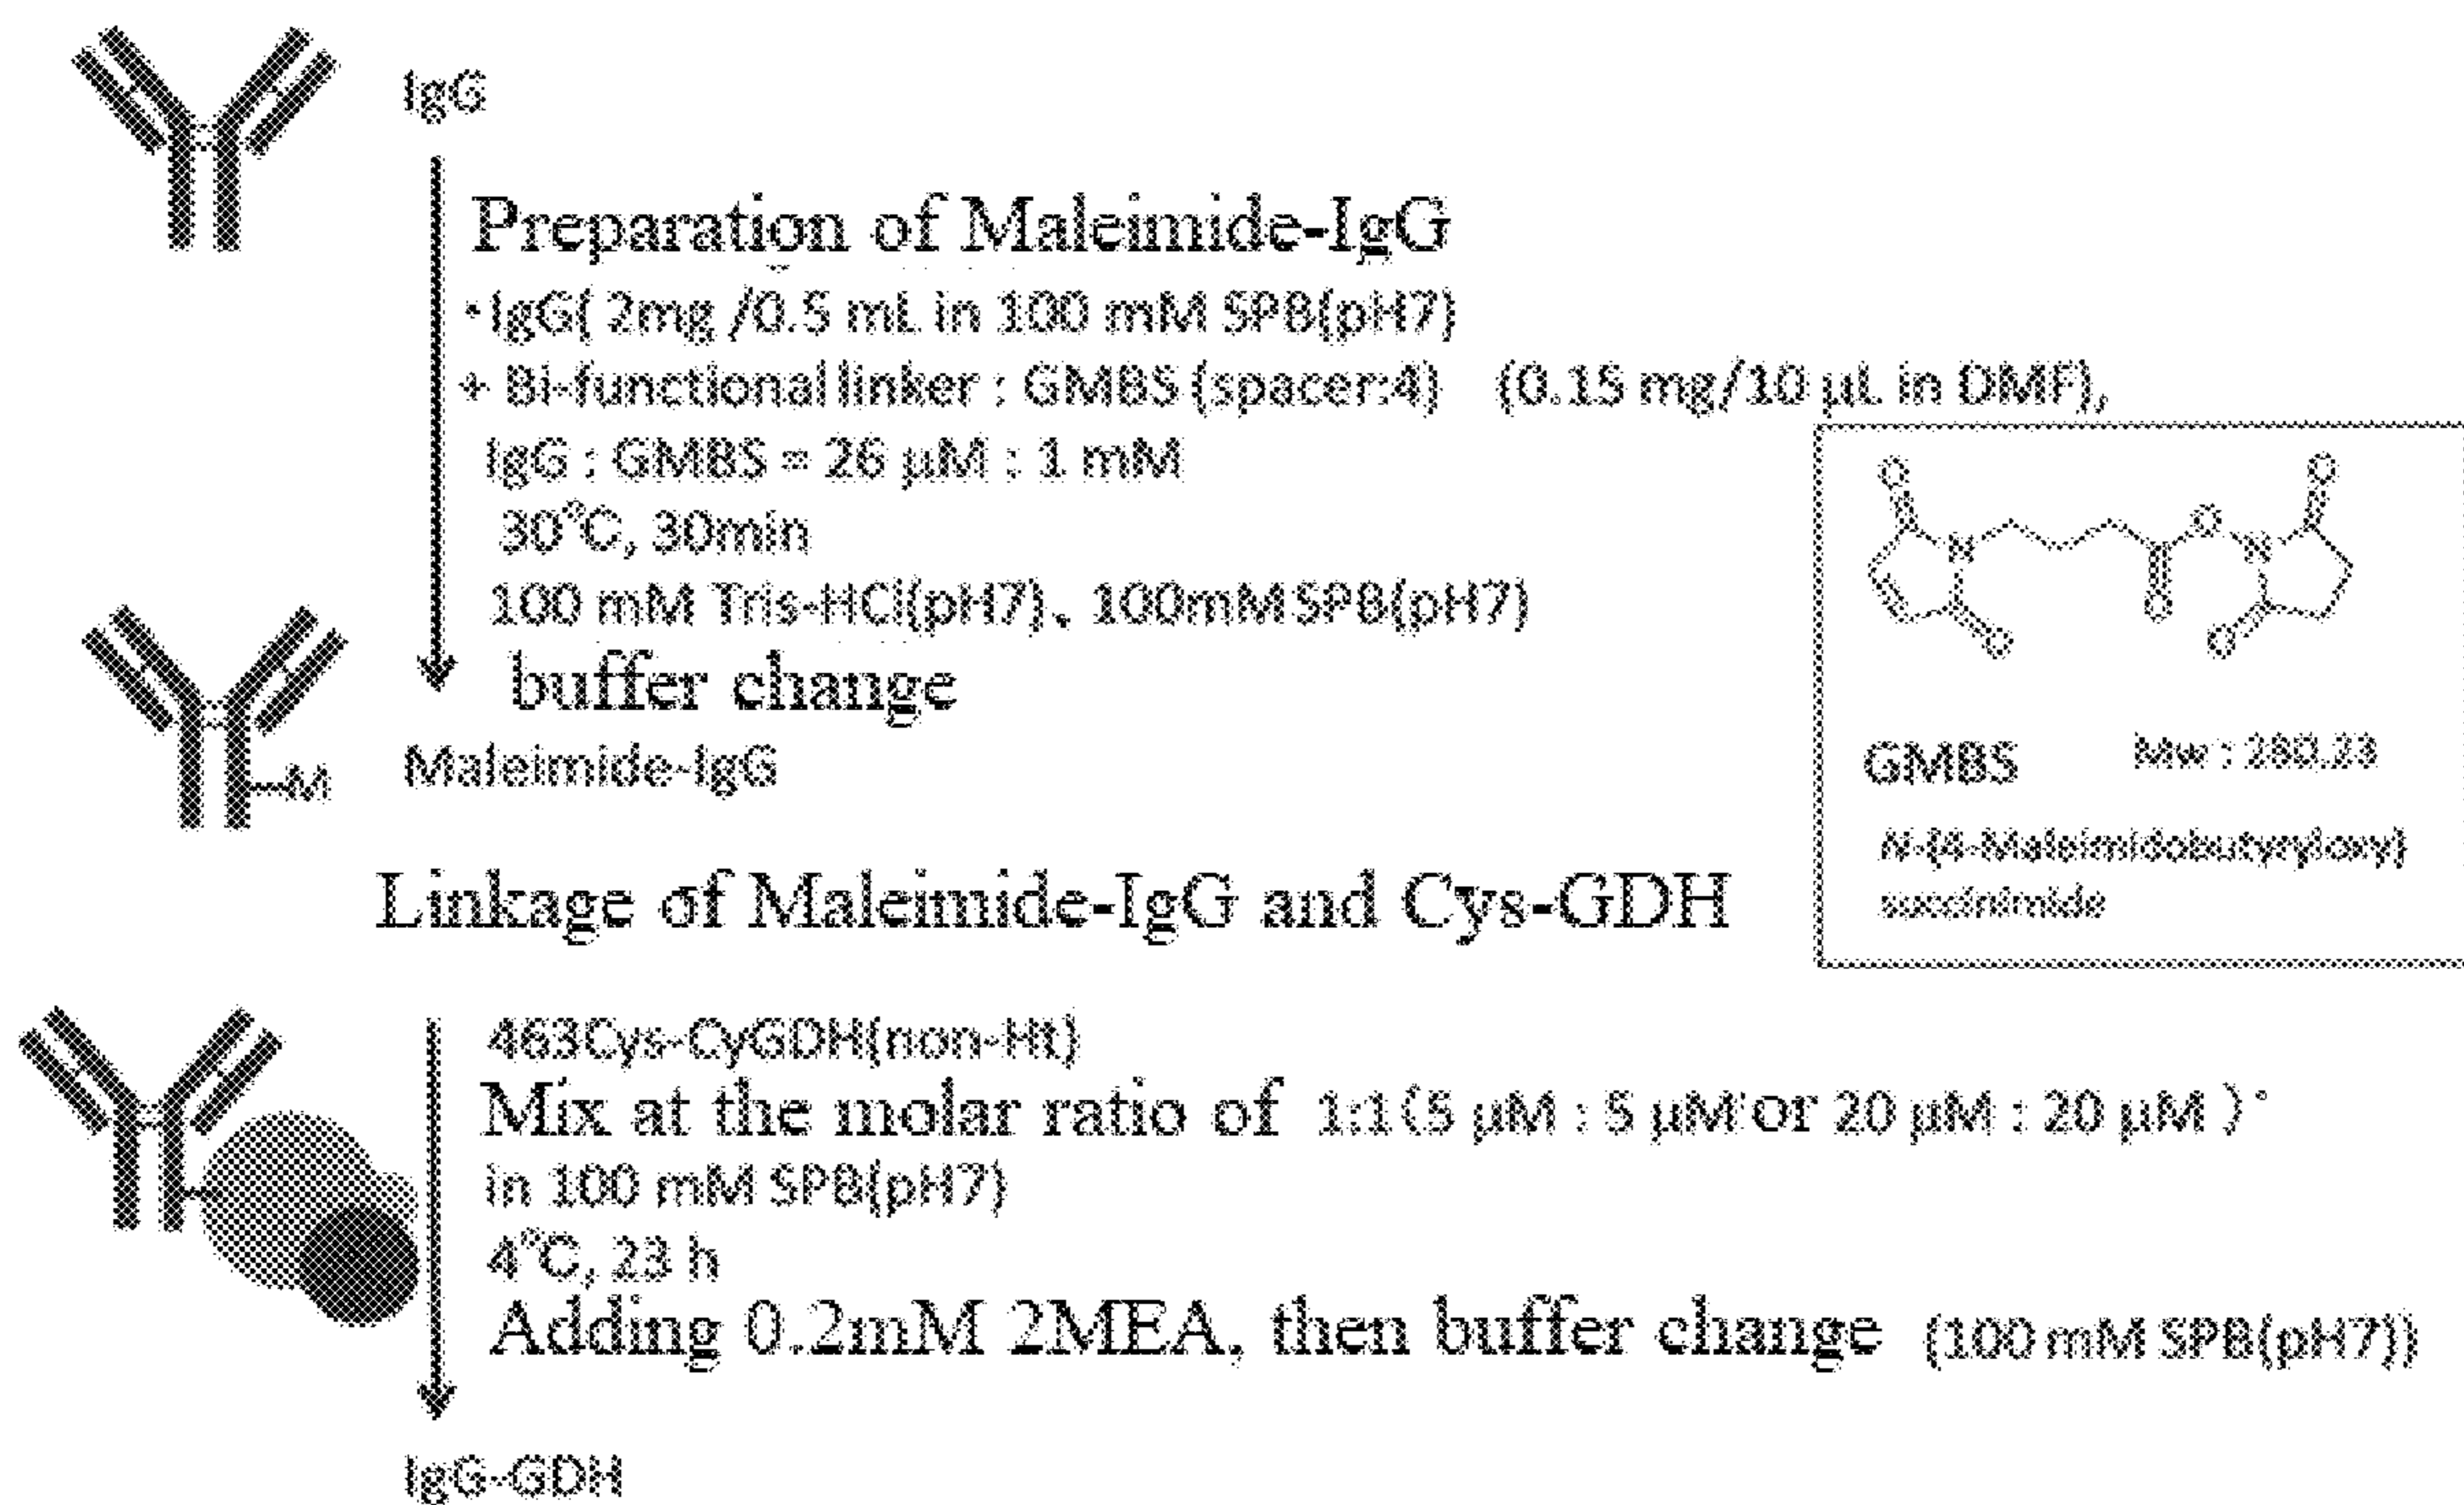 IgG
Preparation of Maleimide-IgG
・IgG( 2mg /0.5 mL in 100 mM SPB(pH7)
+ Bi-functional linker : GMBS (spacer:4) (0.15 mg/10 μL in DMF),
IgG : GMBS = 26 μM : 1 mM
30°C, 30min
100 mM Tris-HCl(pH7)、100mM SPB(pH7)
buffer change
M
Maleimide-IgG
O O
N O N
O O O
GMBS Mw : 280.23
N-(4-Maleimidobutyryloxy)
succinimide
Linkage of Maleimide-IgG and Cys-GDH
463Cys-CyGDH(non-Ht)
Mix at the molar ratio of 1:1(5 μM : 5 μM or 20 μM : 20 μM )°
in 100 mM SPB(pH7)
4°C, 23 h
Adding 0.2mM 2MEA, then buffer change (100 mM SPB(pH7))
IgG-GDH